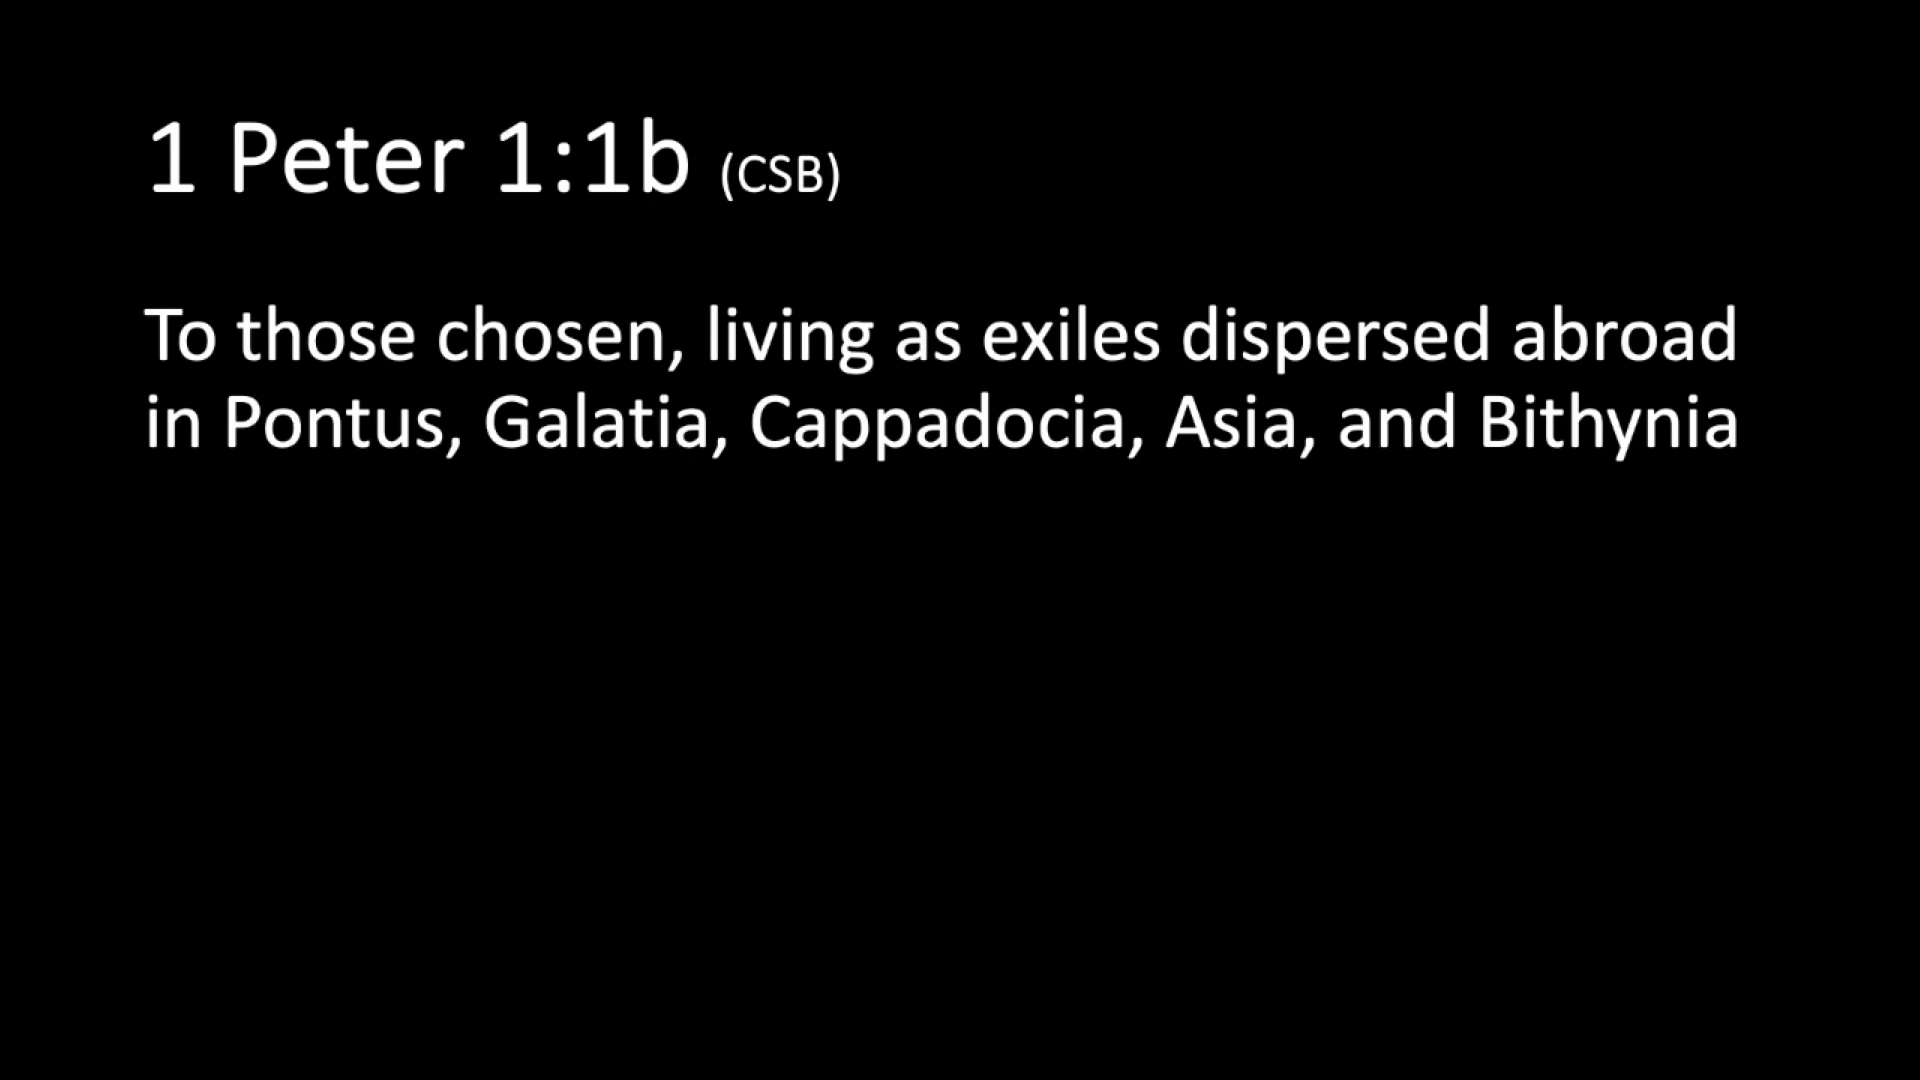 1 Peter 1:1b (CSB)
To those chosen, living as exiles dispersed abroad
in Pontus, Galatia, Cappadocia, Asia, and Bithynia